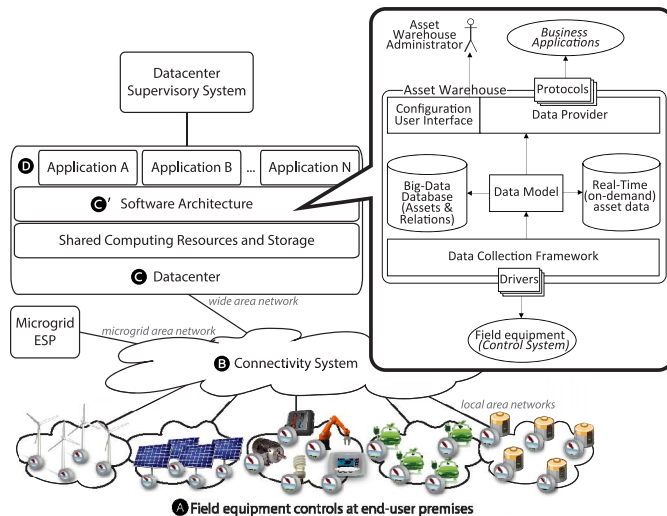 Asset
Warehouse
Administrator
Business
Applications
Asset Warehouse
Protocols
Configuration
User Interface
Data Provider
Big-Data
Database
(Assets &
Relations)
Data Model
Real-Time
(on-demand)
asset data
Data Collection Framework
Drivers
Field equipment
(Control System)
Datacenter
Supervisory System
D
Application A
Application B
...
Application N
C' Software Architecture
Shared Computing Resources and Storage
C Datacenter
wide area network
Microgrid
ESP
microgrid area network
B Connectivity System
local area networks
A Field equipment controls at end-user premises